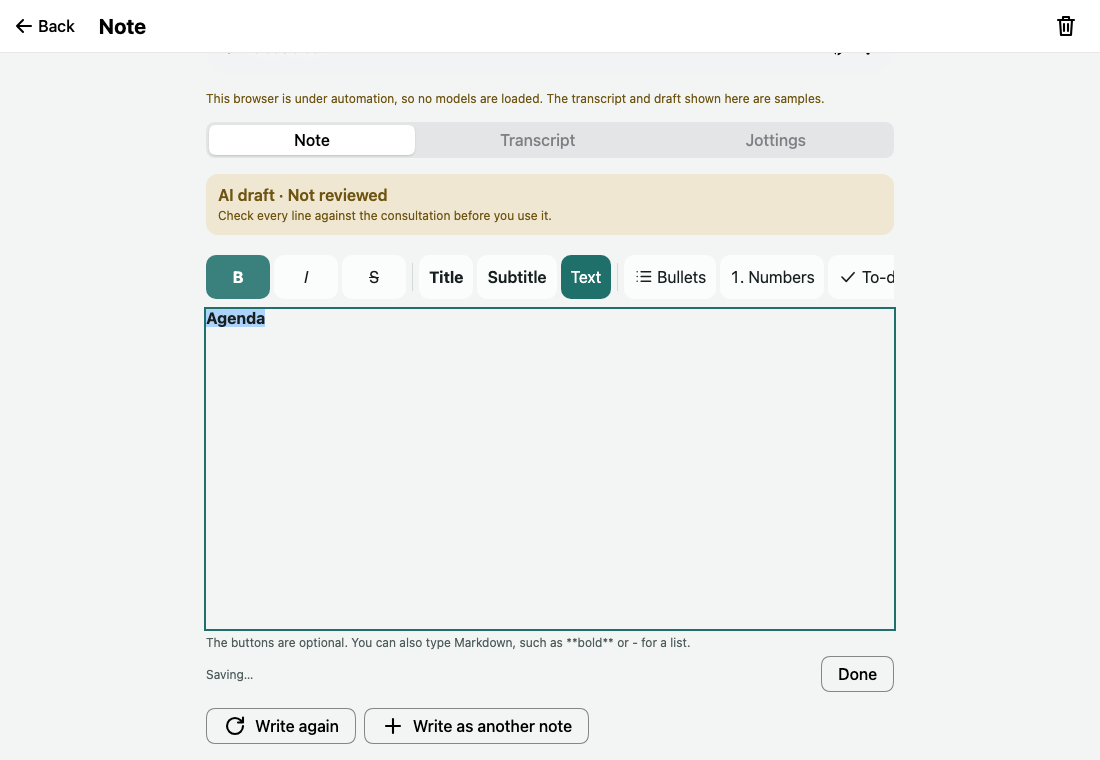 Back Note
This browser is under automation, so no models are loaded. The transcript and draft shown here are samples.
Note Transcript Jottings
AI draft · Not reviewed
Check every line against the consultation before you use it.
B I S Title Subtitle Text Bullets 1. Numbers To-d
Agenda
The buttons are optional. You can also type Markdown, such as **bold** or - for a list.
Saving…
Done
Write again Write as another note